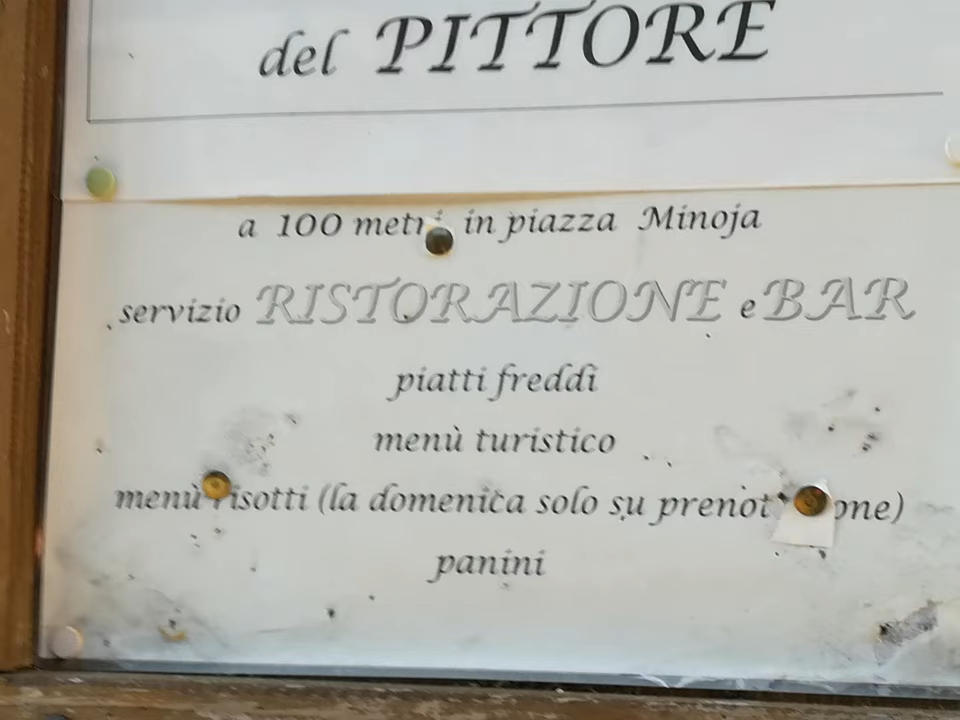 del PITTORE
a 100 metri in piazza Minoja
servizio RISTORAZIONE e BAR
piatti freddi
menù turistico
menù risotti (la domenica solo su prenotazione)
panini